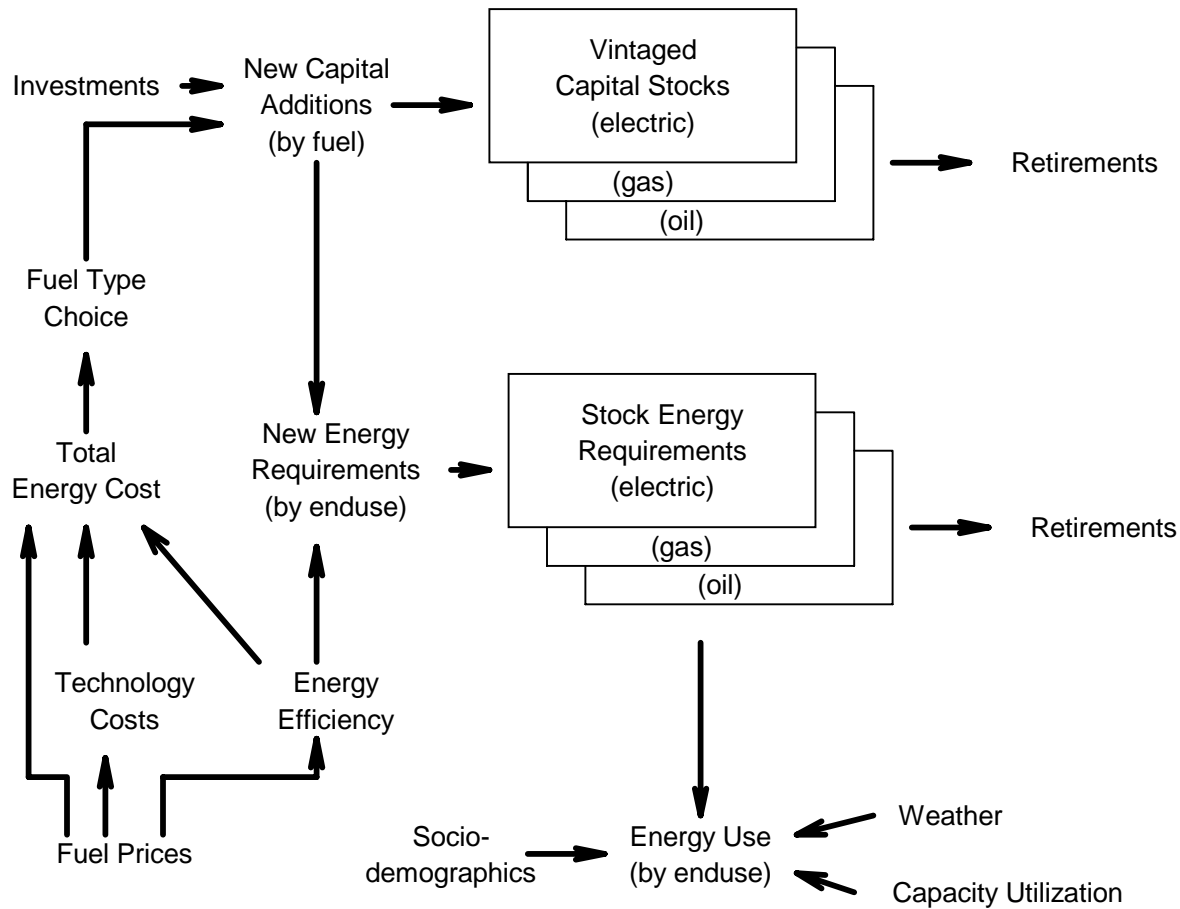 Investments
New Capital
Additions
(by fuel)
Vintaged
Capital Stocks
(electric)
(gas)
(oil)
Retirements
Fuel Type
Choice
Total
Energy Cost
New Energy
Requirements
(by enduse)
Stock Energy
Requirements
(electric)
(gas)
(oil)
Retirements
Technology
Costs
Energy
Efficiency
Fuel Prices
Socio-
demographics
Energy Use
(by enduse)
Weather
Capacity Utilization